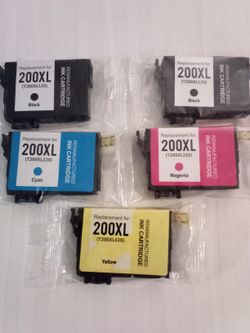 Replacement for
200XL
(T200XL120)
Black
REMANUFACTURED
INK CARTRIDGE
Replacement for
200XL
(T200XL120)
Black
REMANUFACTURED
INK CARTRIDGE
Replacement for
200XL
(T200XL220)
Cyan
REMANUFACTURED
INK CARTRIDGE
Replacement for
200XL
(T200XL320)
Magenta
REMANUFACTURED
INK CARTRIDGE
Replacement for
200XL
(T200XL420)
Yellow
REMANUFACTURED
INK CARTRIDGE